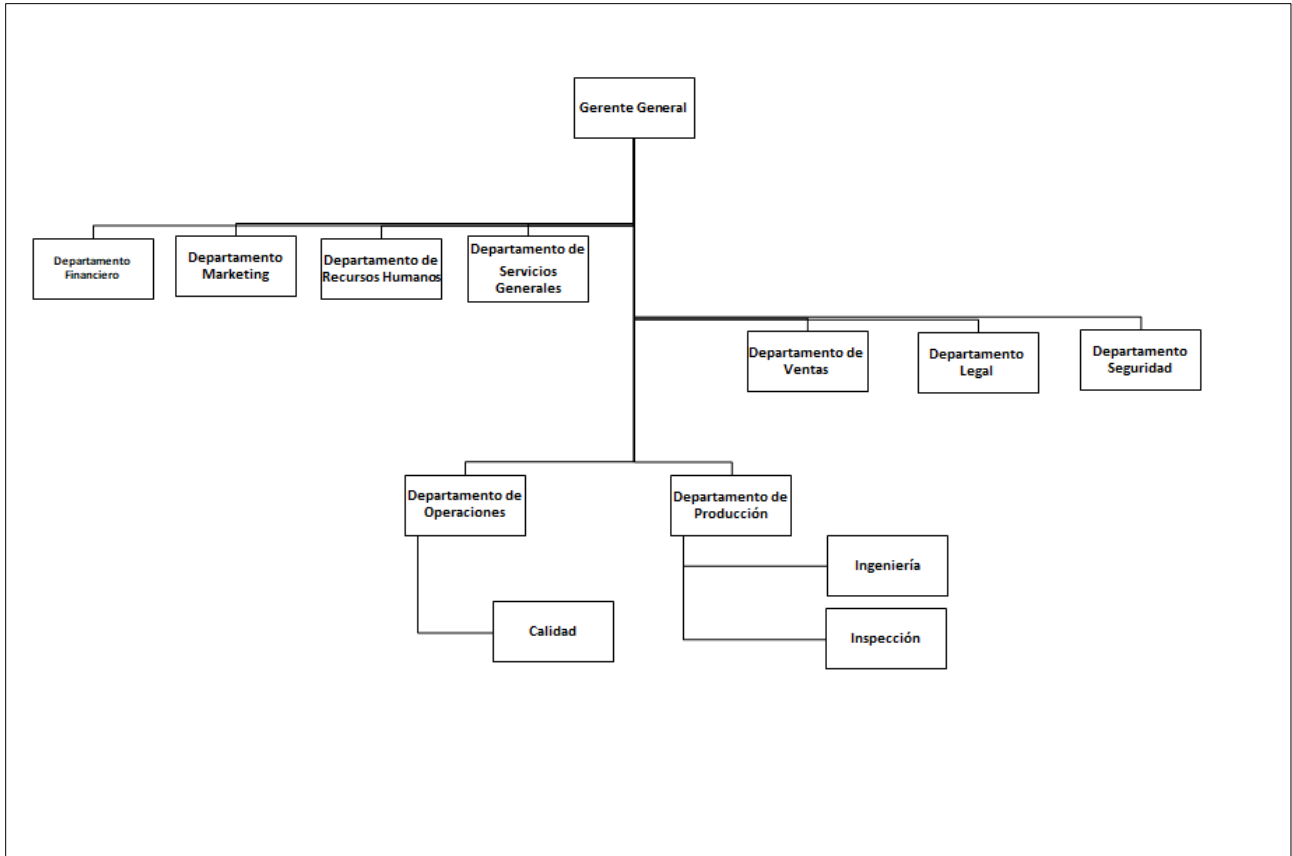 Gerente General
Departamento
Financiero
Departamento
Marketing
Departamento de
Recursos Humanos
Departamento de
Servicios
Generales
Departamento de
Ventas
Departamento
Legal
Departamento
Seguridad
Departamento de
Operaciones
Departamento de
Producción
Ingeniería
Calidad
Inspección